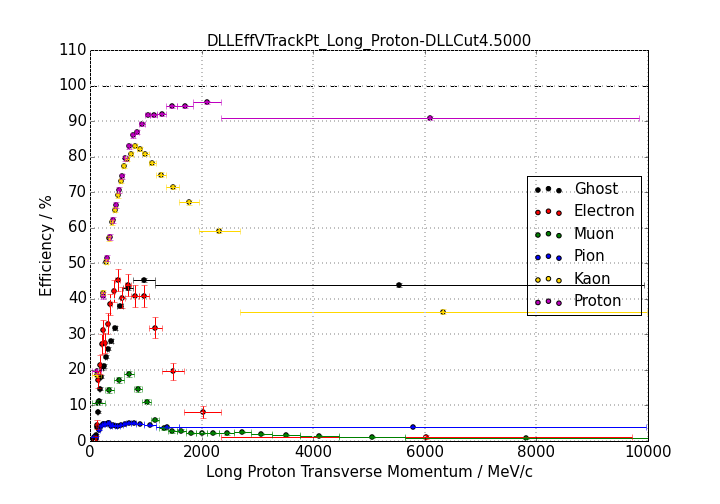 DLLEffVTrackPt_Long_Proton-DLLCut4.5000
110
100
90
80
70
60
50
40
30
20
10
0
Efficiency / %
Ghost
Electron
Muon
Pion
Kaon
Proton
0 2000 4000 6000 8000 10000
Long Proton Transverse Momentum / MeV/c